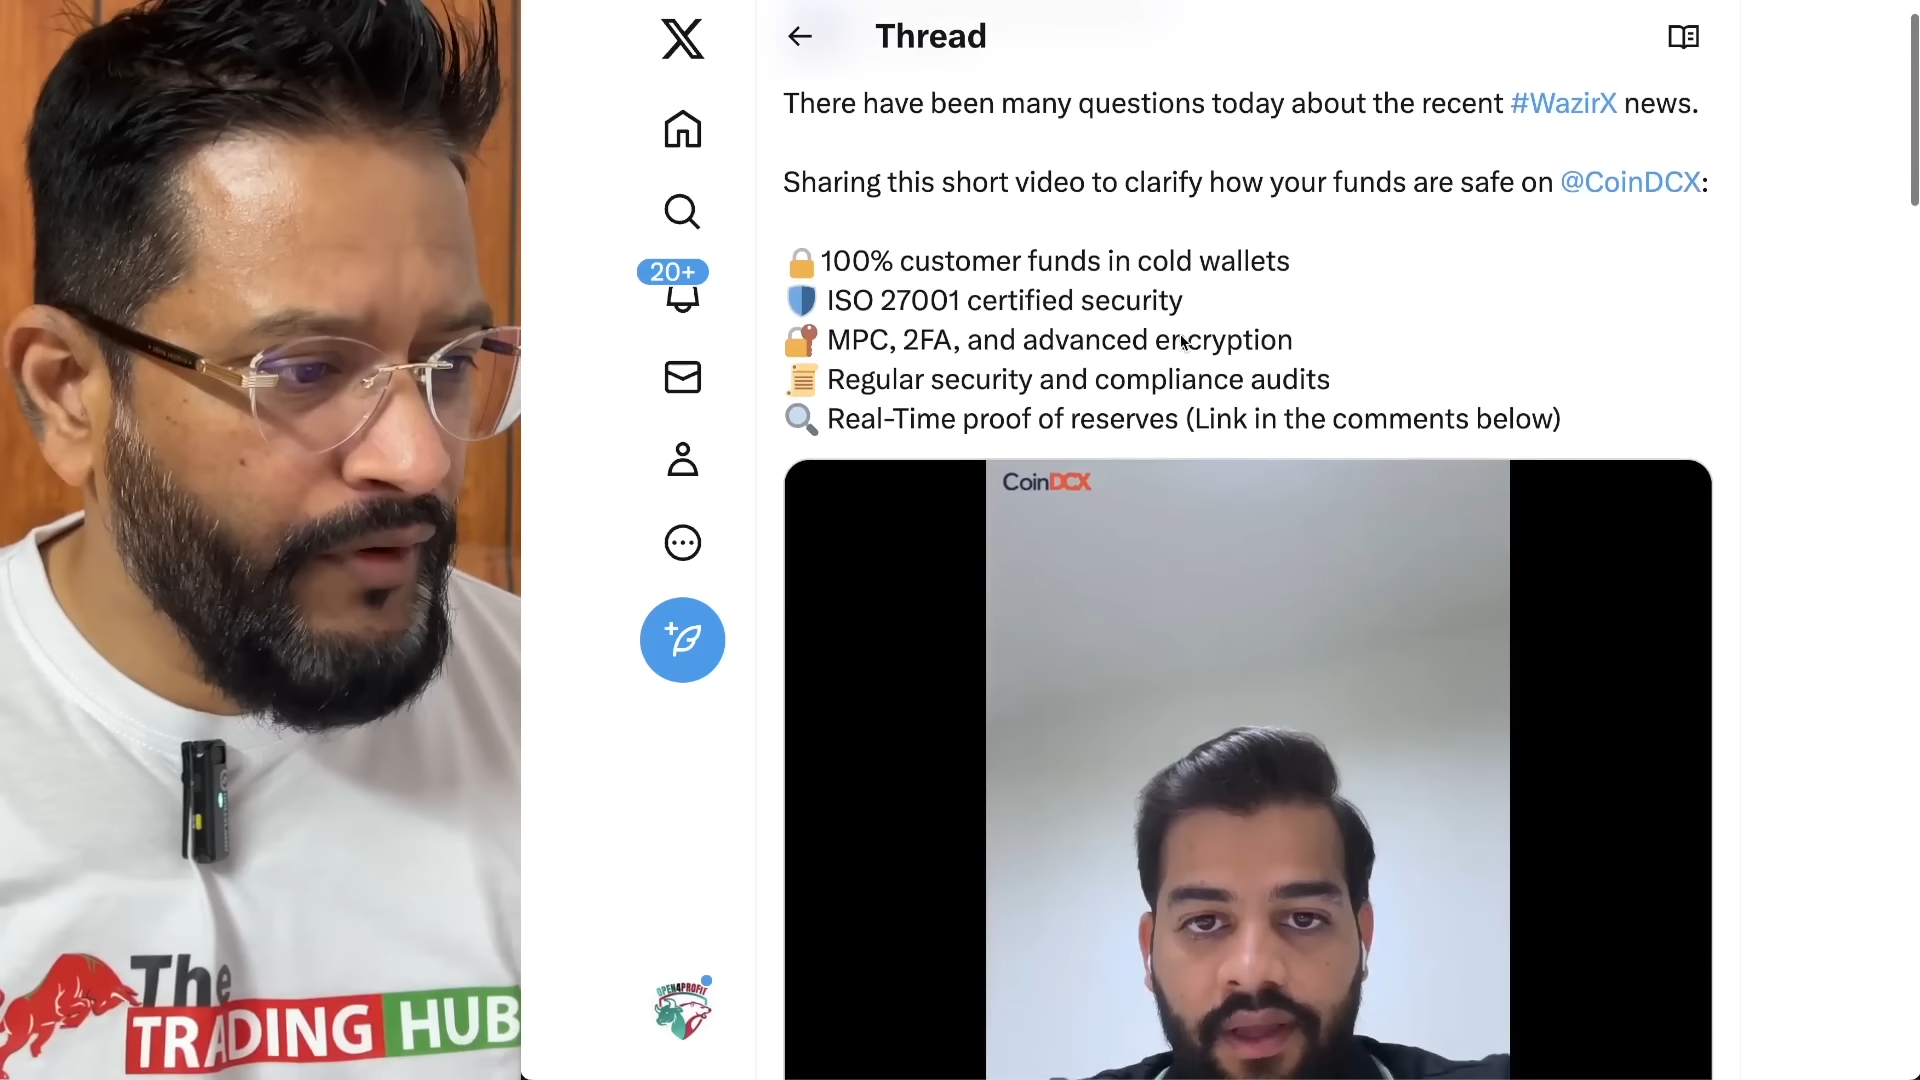 Thread
There have been many questions today about the recent #WazirX news.
Sharing this short video to clarify how your funds are safe on @CoinDCX:
100% customer funds in cold wallets
ISO 27001 certified security
MPC, 2FA, and advanced encryption
Regular security and compliance audits
Real-Time proof of reserves (Link in the comments below)
20+
CoinDCX
OPEN4PROFIT
The
TRADING HUB